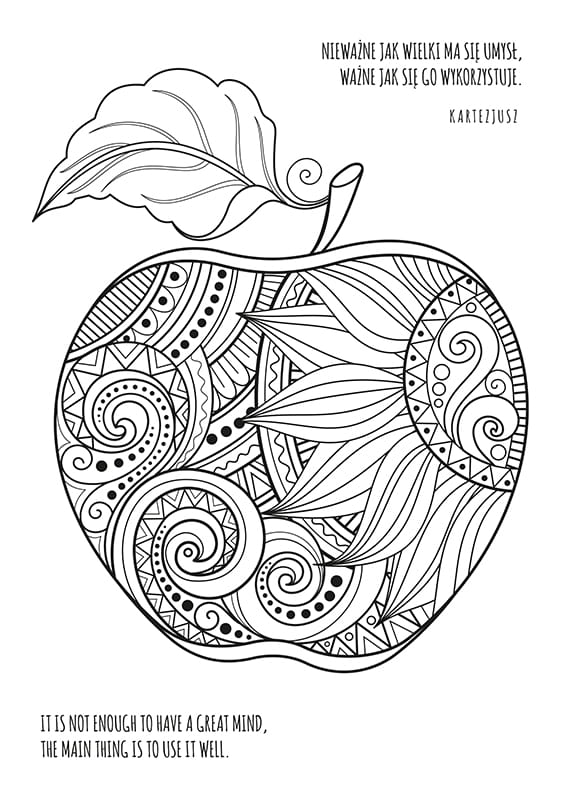 NIEWAŻNE JAK WIELKI MA SIĘ UMYSŁ,
WAŻNE JAK SIĘ GO WYKORZYSTUJE.
KARTEZJUSZ
IT IS NOT ENOUGH TO HAVE A GREAT MIND,
THE MAIN THING IS TO USE IT WELL.